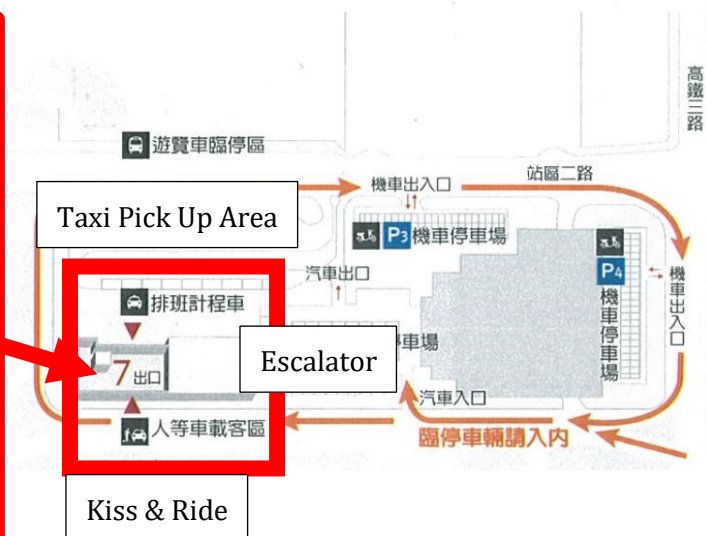 高鐵三路
遊覽車臨停區
站區二路
機車出入口
Taxi Pick Up Area
P3 機車停車場
P4
機車停車場
機車出入口
汽車出口
排班計程車
Escalator
車場
7 出口
汽車入口
人等車載客區
臨停車輛請入內
Kiss & Ride